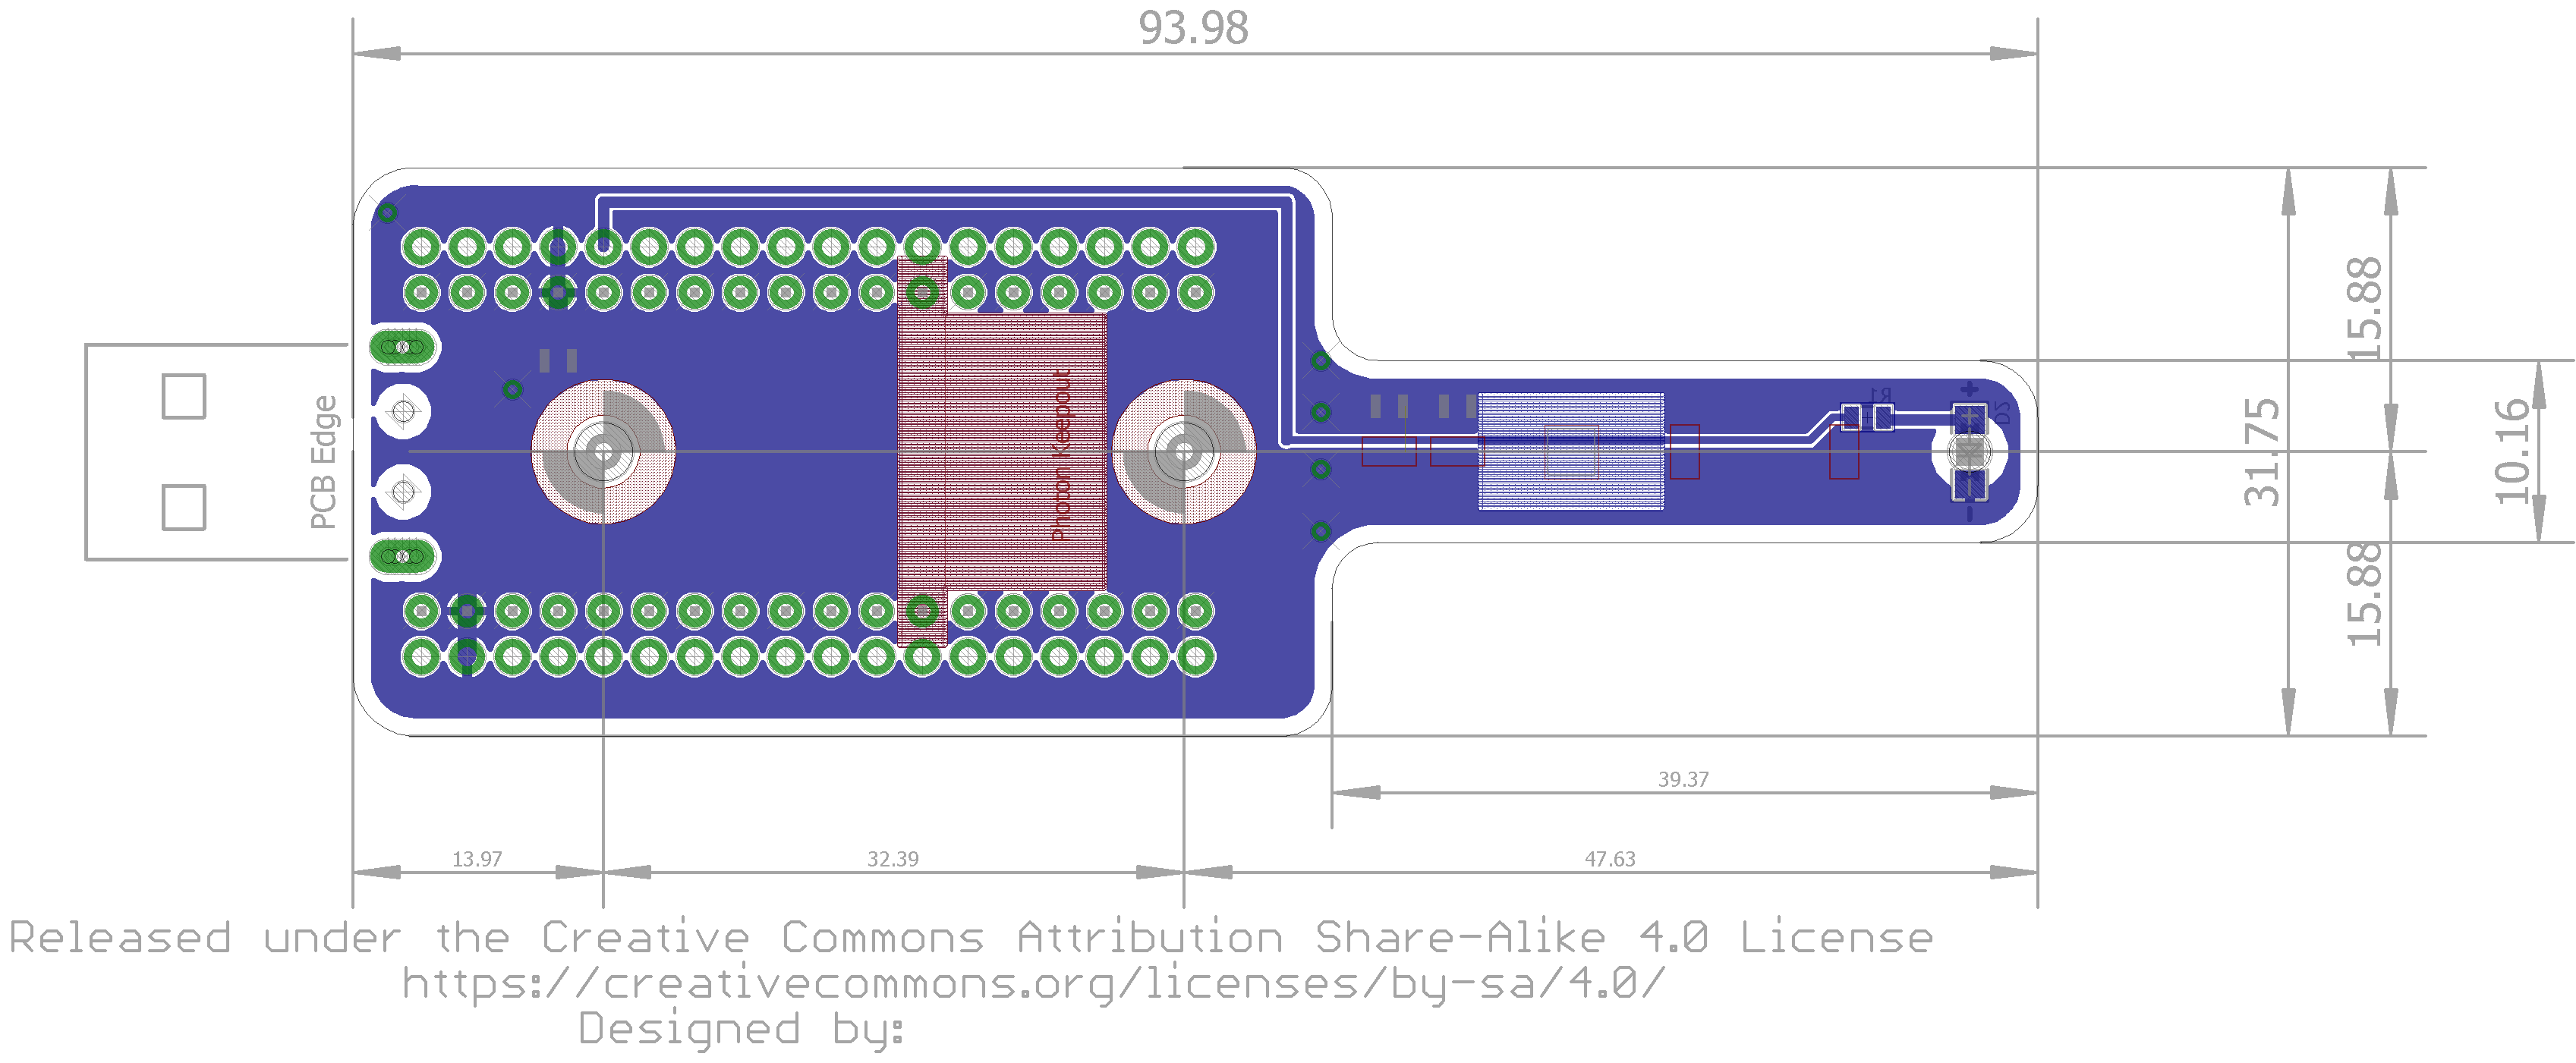 93.98
PCB Edge
Photon Keepout
R1
D2
+
-
15.88
31.75
10.16
15.88
39.37
13.97
32.39
47.63
Released under the Creative Commons Attribution Share-Alike 4.0 License
https://creativecommons.org/licenses/by-sa/4.0/
Designed by: